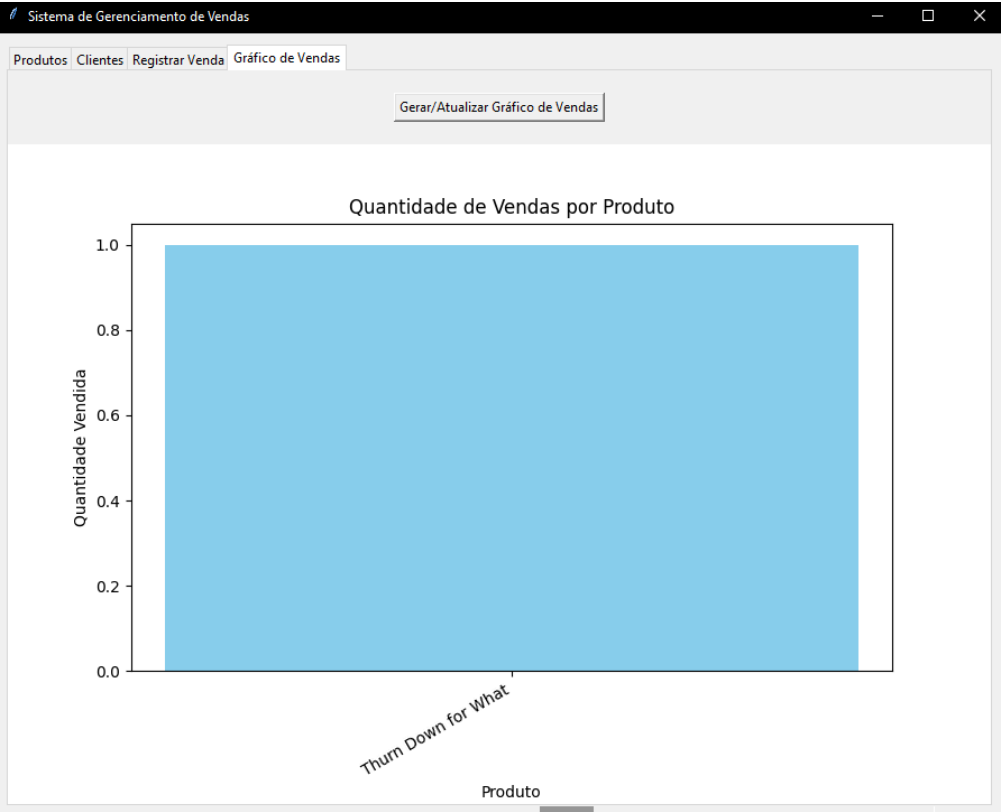 Sistema de Gerenciamento de Vendas
Produtos Clientes Registrar Venda Gráfico de Vendas
Gerar/Atualizar Gráfico de Vendas
Quantidade de Vendas por Produto
1.0
0.8
0.6
0.4
0.2
0.0
Quantidade Vendida
Thurn Down for What
Produto